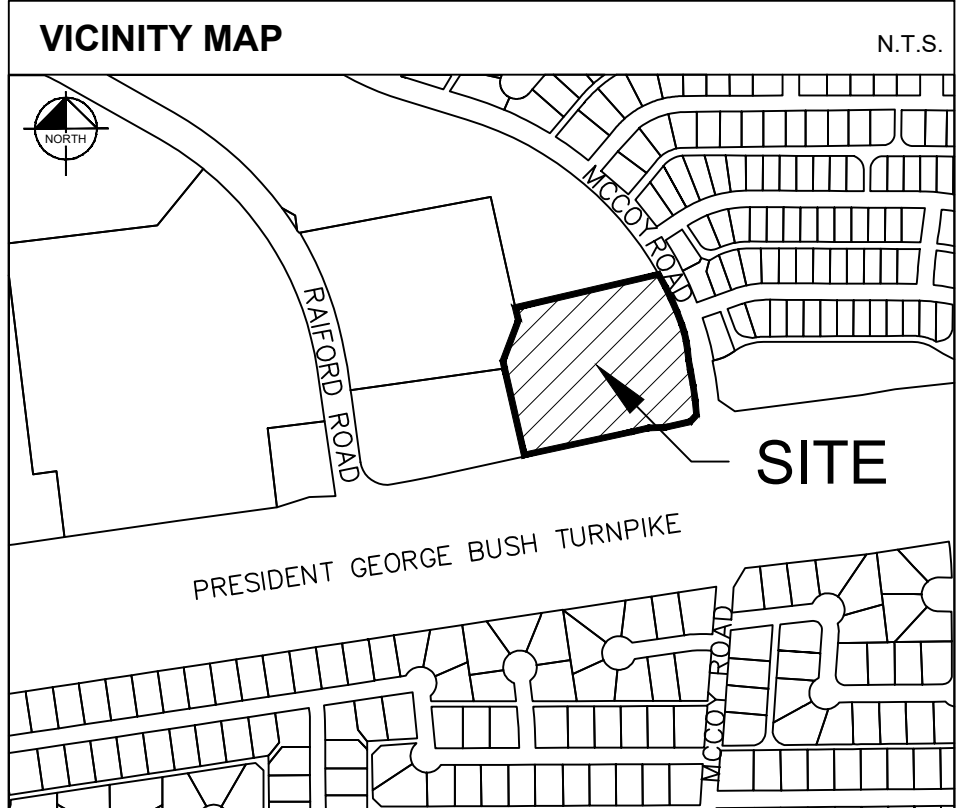 VICINITY MAP
N.T.S.
NORTH
MCCOY ROAD
RAIFORD ROAD
SITE
PRESIDENT GEORGE BUSH TURNPIKE
MCCOY ROAD